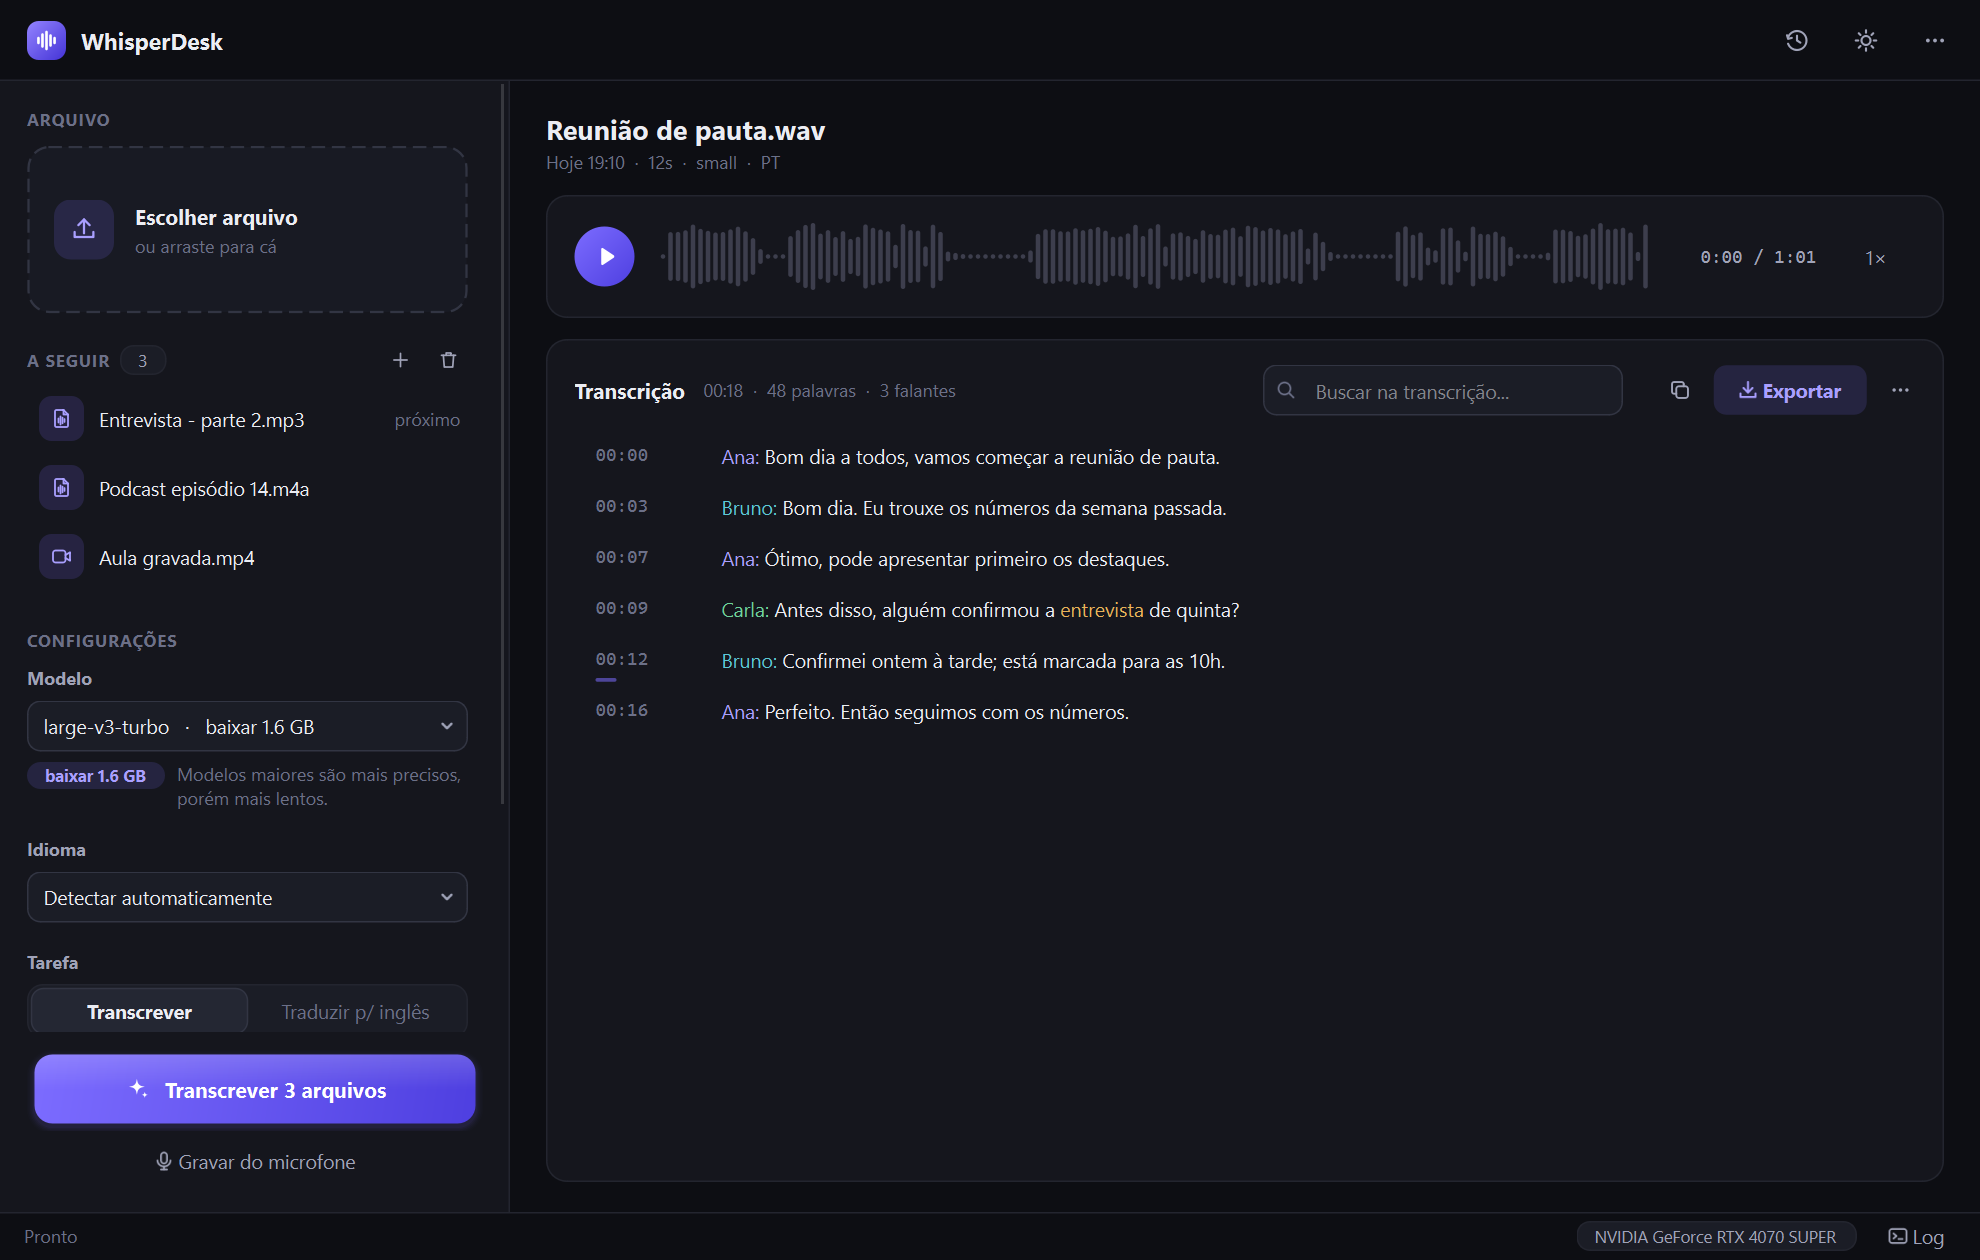 WhisperDesk
ARQUIVO
Escolher arquivo
ou arraste para cá
A SEGUIR 3
Entrevista - parte 2.mp3 próximo
Podcast episódio 14.m4a
Aula gravada.mp4
CONFIGURAÇÕES
Modelo
large-v3-turbo · baixar 1.6 GB
baixar 1.6 GB Modelos maiores são mais precisos,
porém mais lentos.
Idioma
Detectar automaticamente
Tarefa
Transcrever Traduzir p/ inglês
Transcrever 3 arquivos
Gravar do microfone
Reunião de pauta.wav
Hoje 19:10 · 12s · small · PT
0:00 / 1:01 1×
Transcrição 00:18 · 48 palavras · 3 falantes Buscar na transcrição... Exportar
00:00 Ana: Bom dia a todos, vamos começar a reunião de pauta.
00:03 Bruno: Bom dia. Eu trouxe os números da semana passada.
00:07 Ana: Ótimo, pode apresentar primeiro os destaques.
00:09 Carla: Antes disso, alguém confirmou a entrevista de quinta?
00:12 Bruno: Confirmei ontem à tarde; está marcada para as 10h.
00:16 Ana: Perfeito. Então seguimos com os números.
Pronto NVIDIA GeForce RTX 4070 SUPER Log